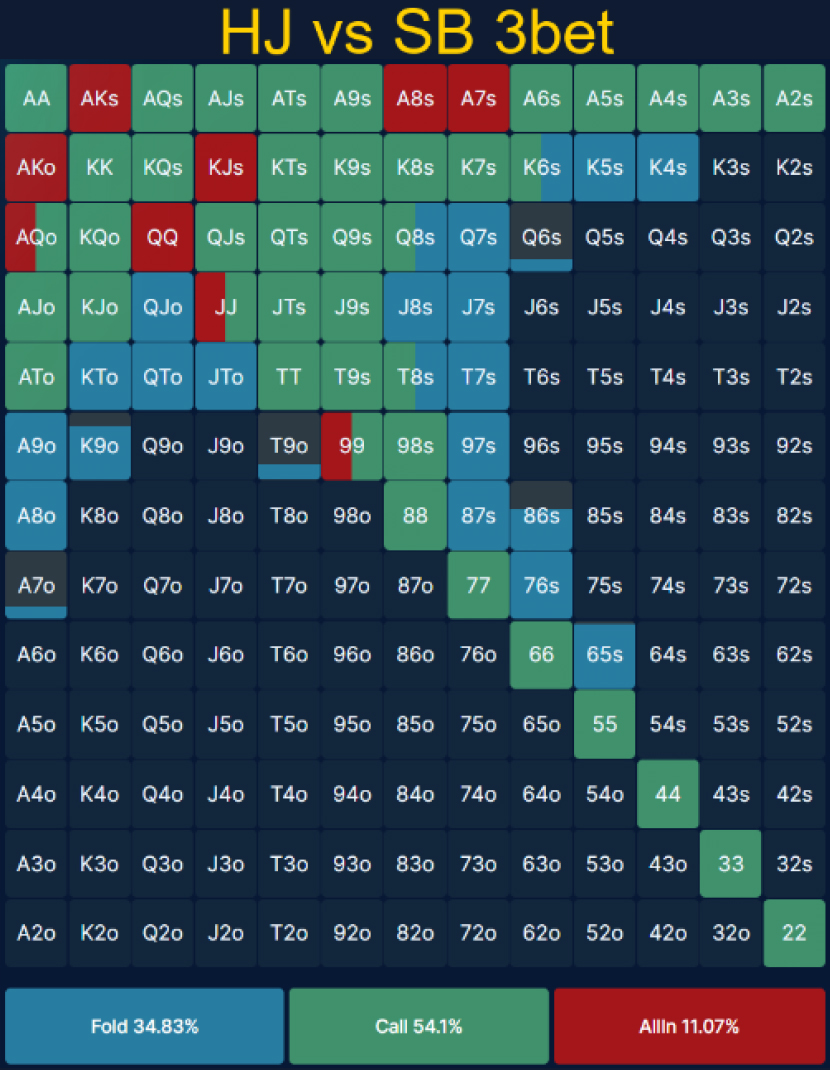 HJ vs SB 3bet
AA AKs AQs AJs ATs A9s A8s A7s A6s A5s A4s A3s A2s
AKo KK KQs KJs KTs K9s K8s K7s K6s K5s K4s K3s K2s
AQo KQo QQ QJs QTs Q9s Q8s Q7s Q6s Q5s Q4s Q3s Q2s
AJo KJo QJo JJ JTs J9s J8s J7s J6s J5s J4s J3s J2s
ATo KTo QTo JTo TT T9s T8s T7s T6s T5s T4s T3s T2s
A9o K9o Q9o J9o T9o 99 98s 97s 96s 95s 94s 93s 92s
A8o K8o Q8o J8o T8o 98o 88 87s 86s 85s 84s 83s 82s
A7o K7o Q7o J7o T7o 97o 87o 77 76s 75s 74s 73s 72s
A6o K6o Q6o J6o T6o 96o 86o 76o 66 65s 64s 63s 62s
A5o K5o Q5o J5o T5o 95o 85o 75o 65o 55 54s 53s 52s
A4o K4o Q4o J4o T4o 94o 84o 74o 64o 54o 44 43s 42s
A3o K3o Q3o J3o T3o 93o 83o 73o 63o 53o 43o 33 32s
A2o K2o Q2o J2o T2o 92o 82o 72o 62o 52o 42o 32o 22
Fold 34.83% Call 54.1% AllIn 11.07%